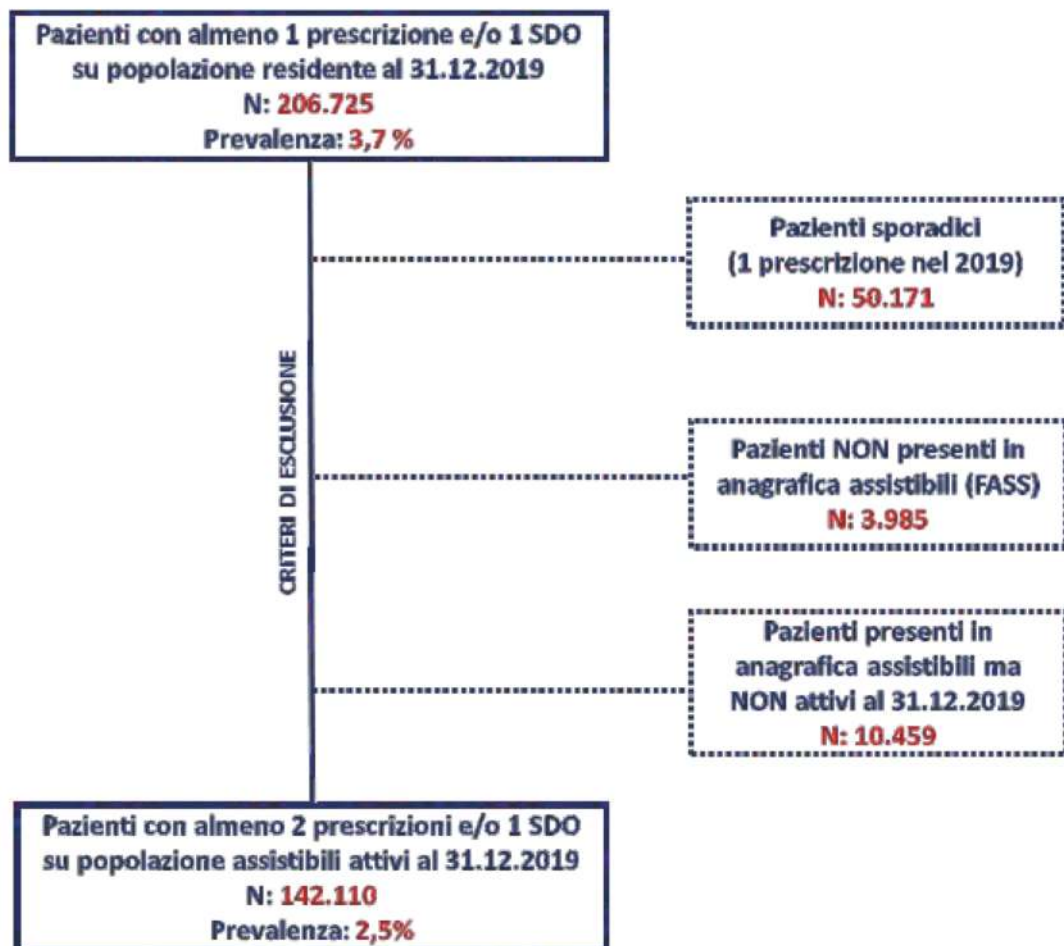 Pazienti con almeno 1 prescrizione e/o 1 SDO
su popolazione residente al 31.12.2019
N: 206.725
Prevalenza: 3,7 %
Pazienti sporadici
(1 prescrizione nel 2019)
N: 50.171
CRITERI DI ESCLUSIONE
Pazienti NON presenti in
anagrafica assistibili (FASS)
N: 3.985
Pazienti presenti in
anagrafica assistibili ma
NON attivi al 31.12.2019
N: 10.459
Pazienti con almeno 2 prescrizioni e/o 1 SDO
su popolazione assistibili attivi al 31.12.2019
N: 142.110
Prevalenza: 2,5%